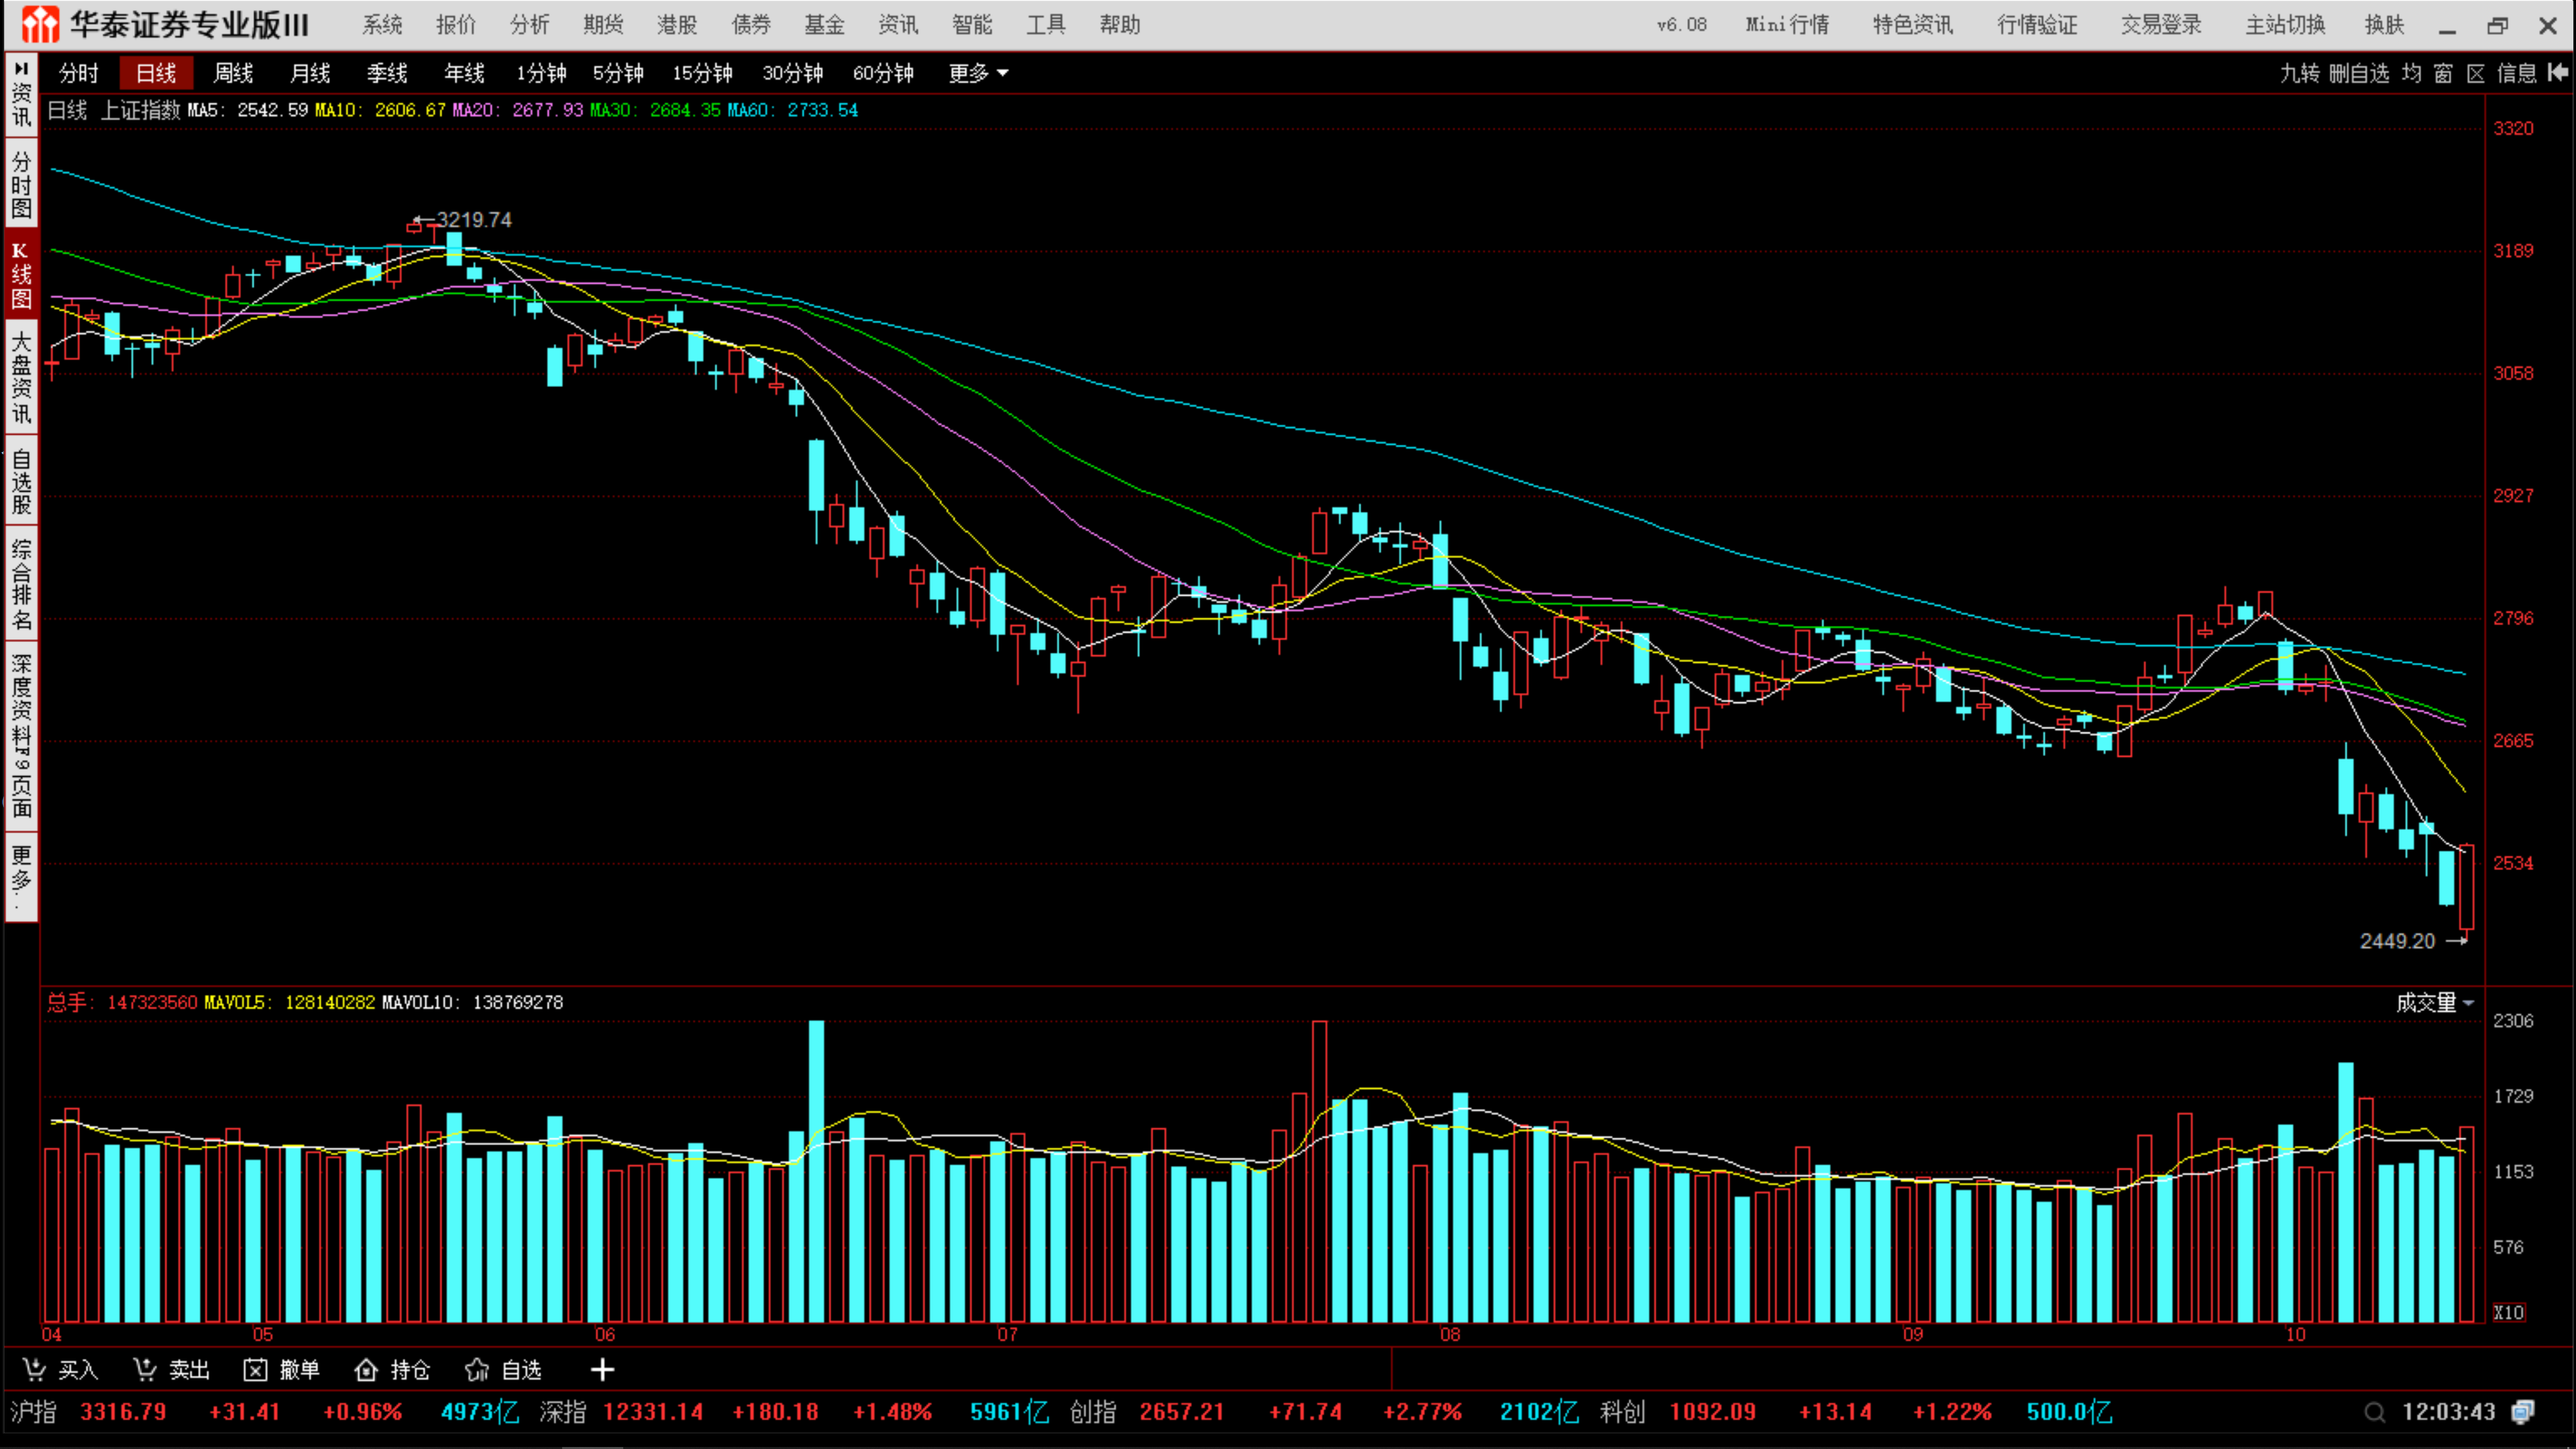 华泰证券专业版III 系统 报价 分析 期货 港股 债券 基金 资讯 智能 工具 帮助 v6.08 Mini行情 特色资讯 行情验证 交易登录 主站切换 换肤
分时 日线 周线 月线 季线 年线 1分钟 5分钟 15分钟 30分钟 60分钟 更多 九转 删自选 均 窗 区 信息
日线 上证指数 MA5: 2542.59 MA10: 2606.67 MA20: 2677.93 MA30: 2684.35 MA60: 2733.54
资讯
分时图
K线图
大盘资讯
自选股
综合排名
深度资料F9页面
更多..
3320
3219.74
3189
3058
2927
2796
2665
2534
2449.20
总手: 147323560 MAVOL5: 128140282 MAVOL10: 138769278 成交量
2306
1729
1153
576
X10
04 05 06 07 08 09 10
买入 卖出 撤单 持仓 自选
沪指 3316.79 +31.41 +0.96% 4973亿 深指 12331.14 +180.18 +1.48% 5961亿 创指 2657.21 +71.74 +2.77% 2102亿 科创 1092.09 +13.14 +1.22% 500.0亿 12:03:43